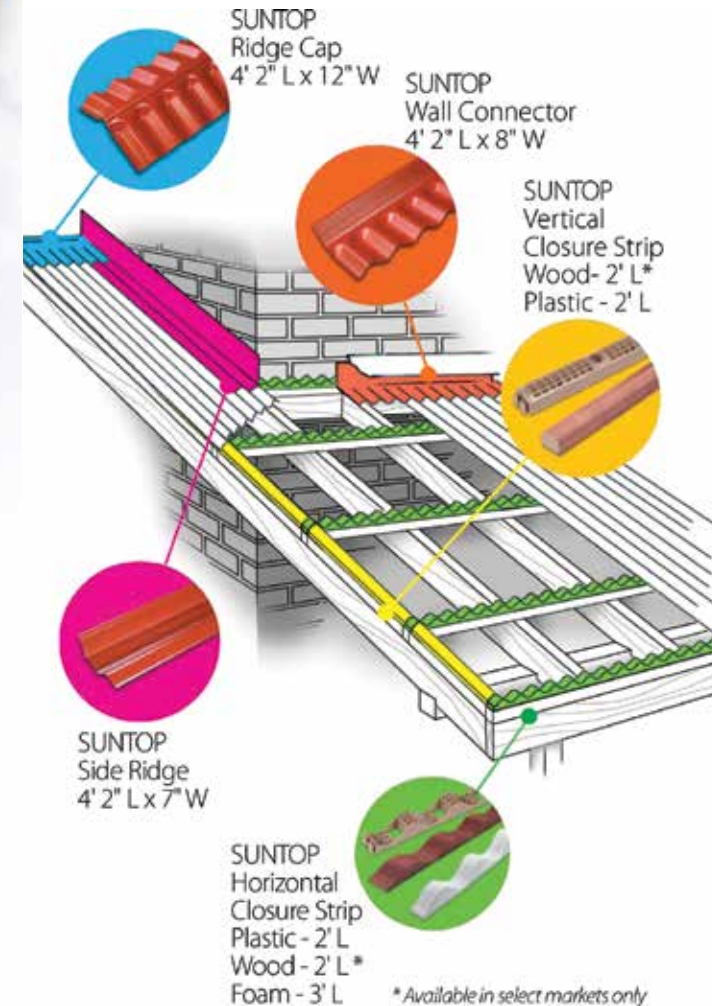 SUNTOP
Ridge Cap
4' 2" L x 12" W
SUNTOP
Wall Connector
4' 2" L x 8" W
SUNTOP
Vertical
Closure Strip
Wood- 2' L*
Plastic - 2' L
SUNTOP
Side Ridge
4' 2" L x 7" W
SUNTOP
Horizontal
Closure Strip
Plastic - 2' L
Wood - 2' L*
Foam - 3' L
* Available in select markets only